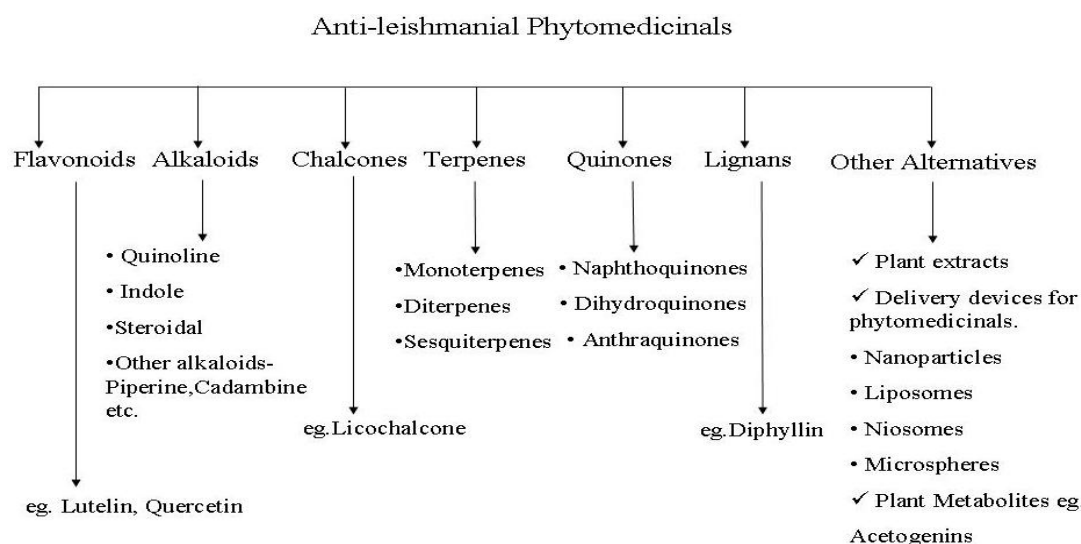 Anti-leishmanial Phytomedicinals
Flavonoids
Alkaloids
Chalcones
Terpenes
Quinones
Lignans
Other Alternatives
eg. Lutelin, Quercetin
• Quinoline
• Indole
•Steroidal
•Other alkaloids-
Piperine,Cadambine
etc.
eg.Licochalcone
•Monoterpenes
•Diterpenes
•Sesquiterpenes
• Naphthoquinones
• Dihydroquinones
• Anthraquinones
eg.Diphyllin
✓ Plant extracts
✓ Delivery devices for
phytomedicinals.
• Nanoparticles
• Liposomes
• Niosomes
• Microspheres
✓ Plant Metabolites eg
Acetogenins